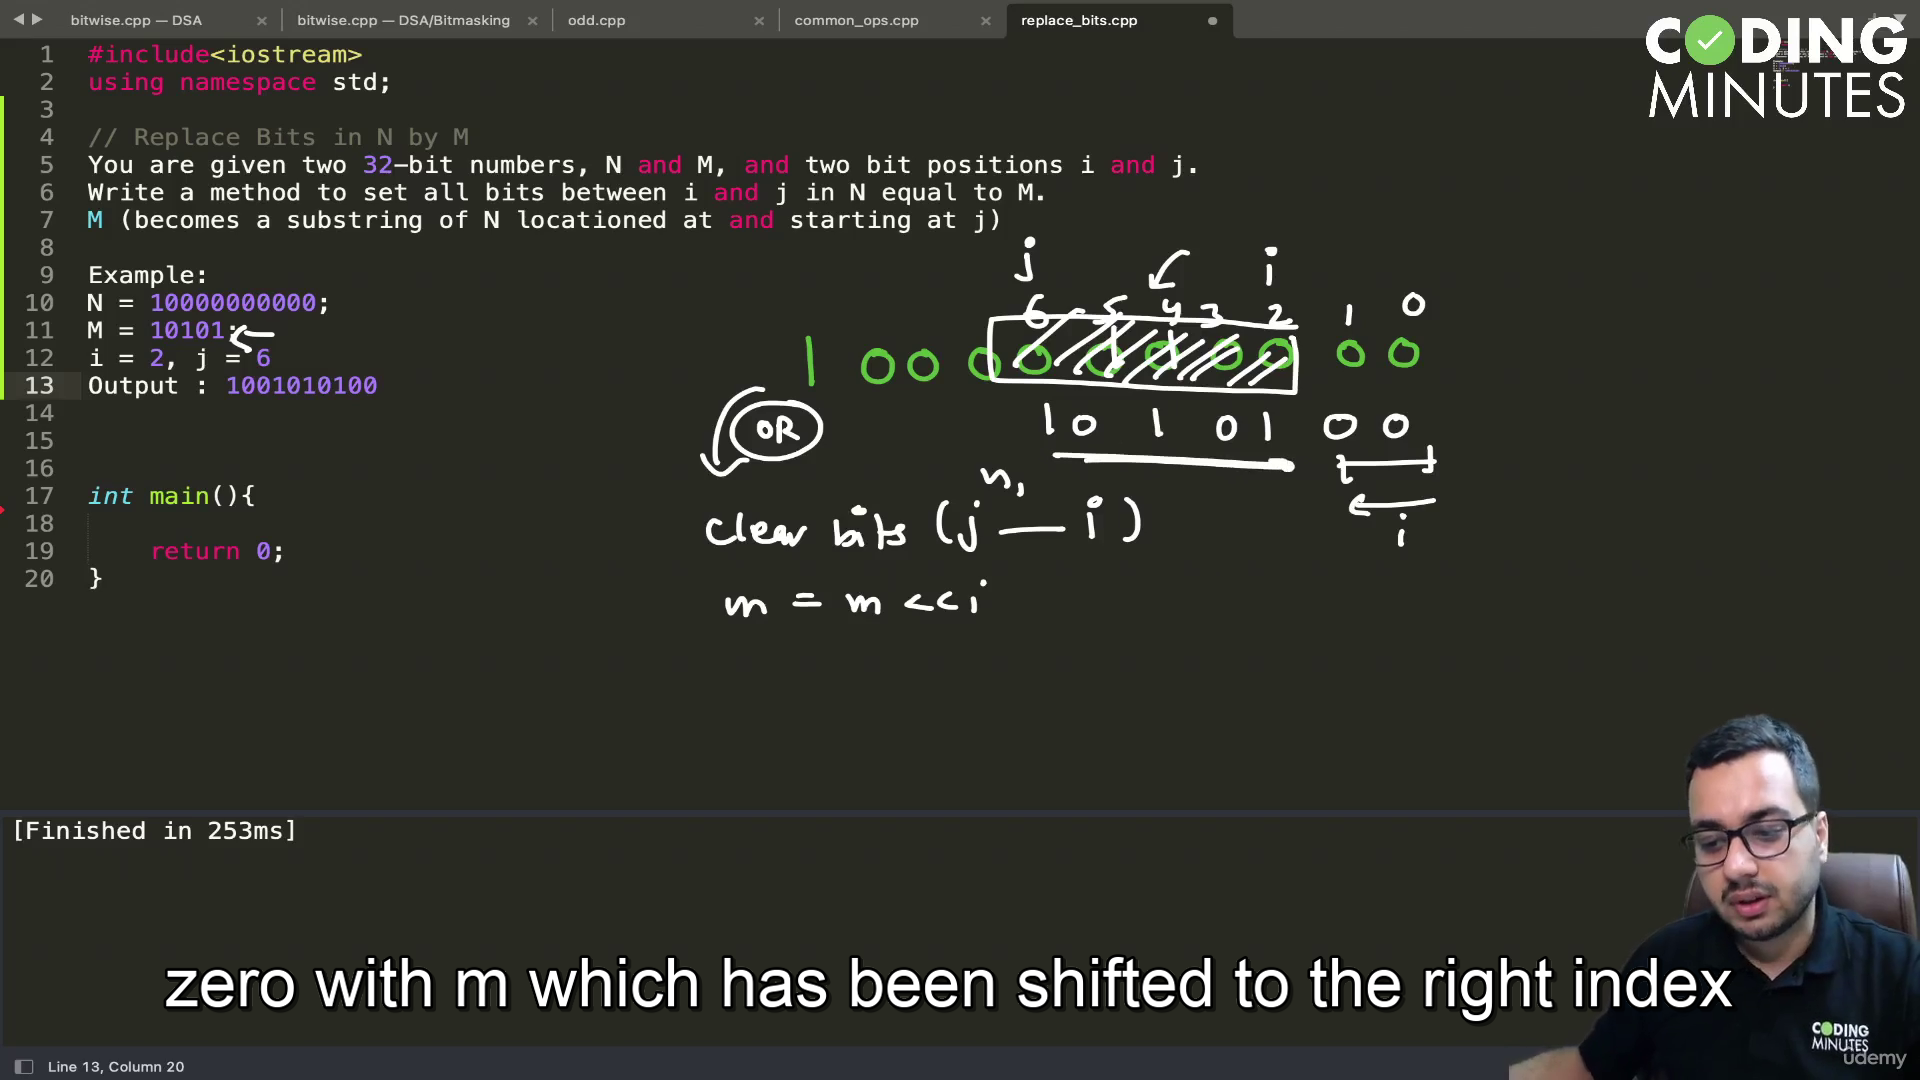 bitwise.cpp — DSA × bitwise.cpp — DSA/Bitmasking × odd.cpp × common_ops.cpp × replace_bits.cpp
CODING
MINUTES
1 #include<iostream>
2 using namespace std;
3
4 // Replace Bits in N by M
5 You are given two 32-bit numbers, N and M, and two bit positions i and j.
6 Write a method to set all bits between i and j in N equal to M.
7 M (becomes a substring of N locationed at and starting at j)
8
9 Example:
10 N = 10000000000;
11 M = 10101;
12 i = 2, j = 6
13 Output : 1001010100
14
15
16
17 int main(){
18
19 return 0;
20 }
j i
6 5 4 3 2 1 0
1 0 0 0 0 0 0 0 0 0 0
OR
1 0 1 0 1 0 0
n,
clear bits (j — i)
i
m = m <<i
[Finished in 253ms]
zero with m which has been shifted to the right index
CODING
MINUTES
udemy
Line 13, Column 20